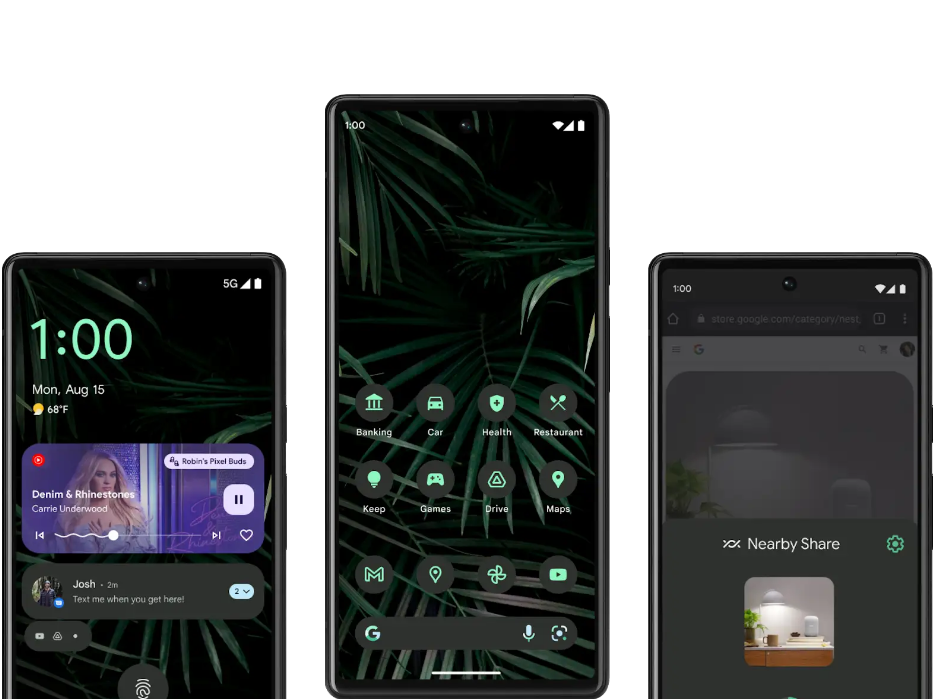 5G
1:00
Mon, Aug 15
68°F
Robin's Pixel Buds
Denim & Rhinestones
Carrie Underwood
Josh • 2m
Text me when you get here!
2
1:00
Banking Car Health Restaurant
Keep Games Drive Maps
G
1:00
store.google.com/category/nest
1
G
Nearby Share